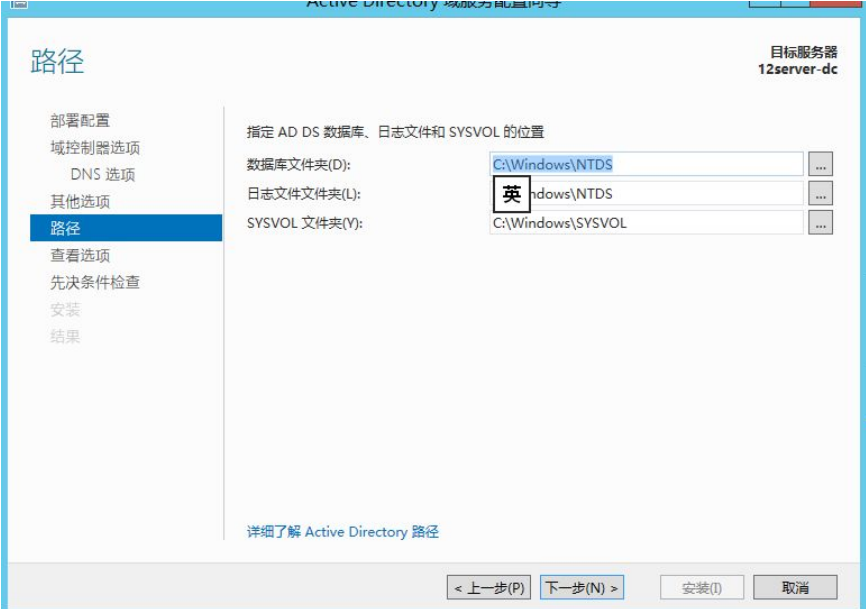 Active Directory 域服务配置向导
路径
目标服务器
12server-dc
部署配置
域控制器选项
DNS 选项
其他选项
路径
查看选项
先决条件检查
安装
结果
指定 AD DS 数据库、日志文件和 SYSVOL 的位置
数据库文件夹(D): C:\Windows\NTDS ...
日志文件文件夹(L): 英 ndows\NTDS ...
SYSVOL 文件夹(Y): C:\Windows\SYSVOL ...
详细了解 Active Directory 路径
< 上一步(P) 下一步(N) > 安装(I) 取消